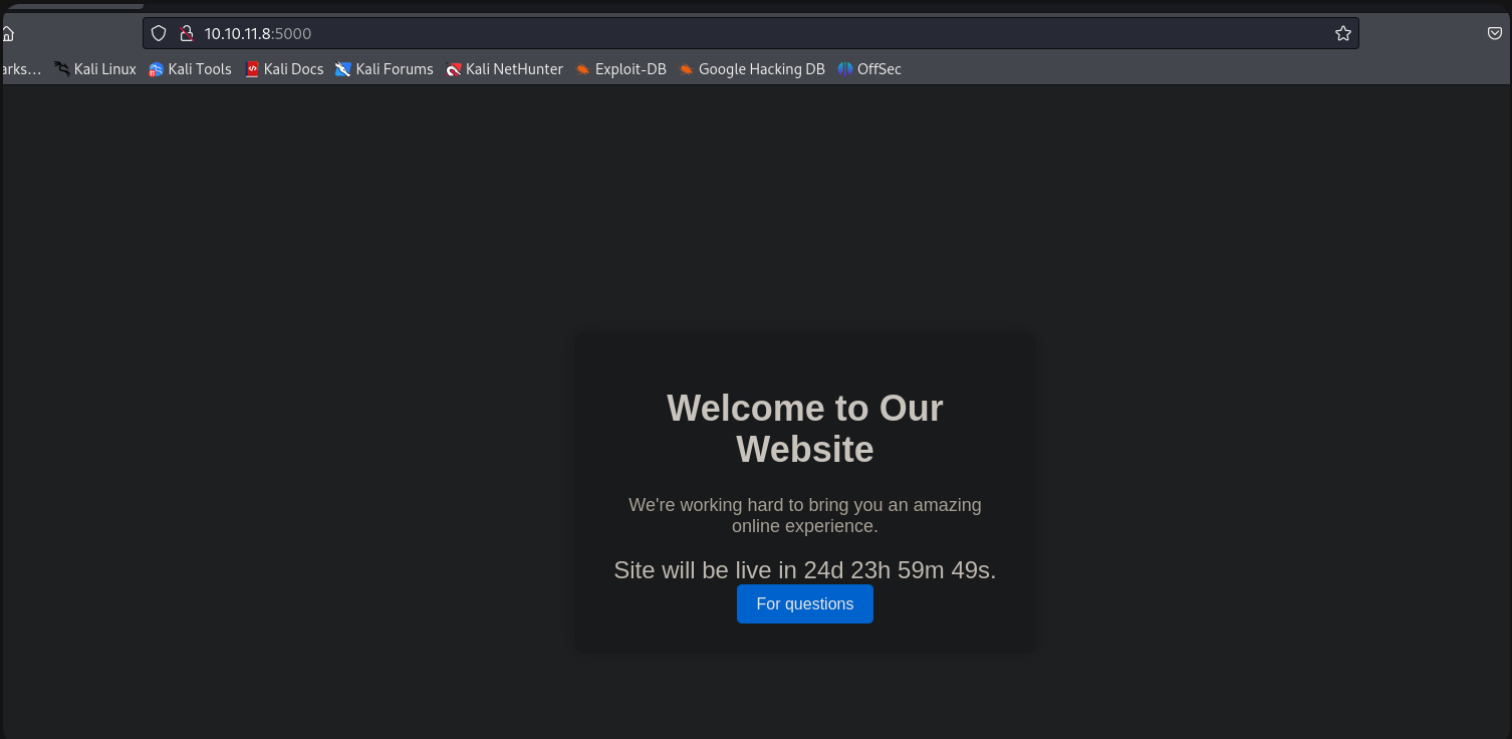 10.10.11.8:5000
arks… Kali Linux Kali Tools Kali Docs Kali Forums Kali NetHunter Exploit-DB Google Hacking DB OffSec
Welcome to Our
Website
We're working hard to bring you an amazing
online experience.
Site will be live in 24d 23h 59m 49s.
For questions